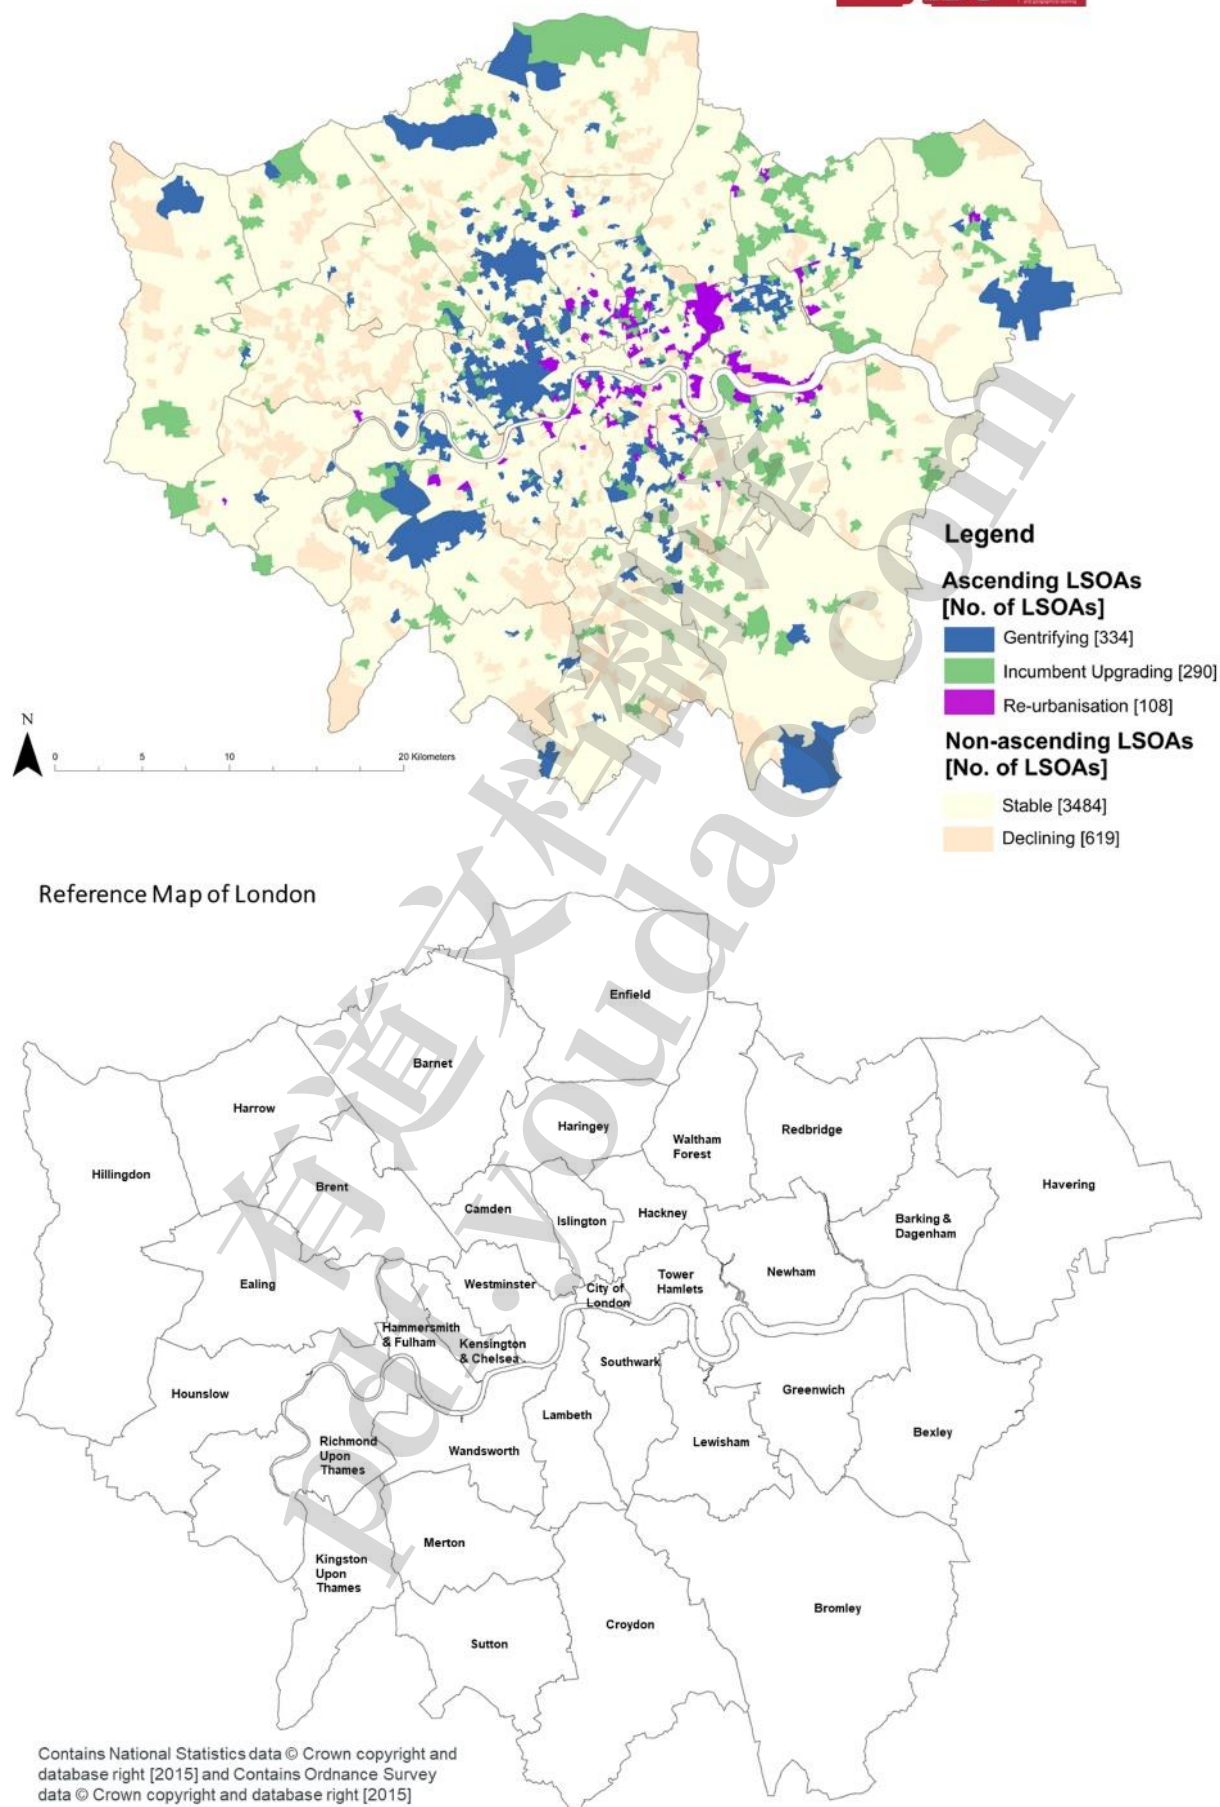 and geographical learning
Legend
Ascending LSOAs
[No. of LSOAs]
Gentrifying [334]
Incumbent Upgrading [290]
Re-urbanisation [108]
Non-ascending LSOAs
[No. of LSOAs]
Stable [3484]
Declining [619]
N
0 5 10 20 Kilometers
Reference Map of London
Enfield
Barnet
Harrow
Haringey
Waltham
Forest
Redbridge
Hillingdon
Brent
Havering
Camden
Islington
Hackney
Barking &
Dagenham
Ealing
Westminster
City of
London
Tower
Hamlets
Newham
Hammersmith
& Fulham
Kensington
& Chelsea
Southwark
Hounslow
Greenwich
Lambeth
Bexley
Richmond
Upon
Thames
Wandsworth
Lewisham
Merton
Kingston
Upon
Thames
Bromley
Croydon
Sutton
Contains National Statistics data © Crown copyright and
database right [2015] and Contains Ordnance Survey
data © Crown copyright and database right [2015]
有道文档翻译
pdf.youdao.com